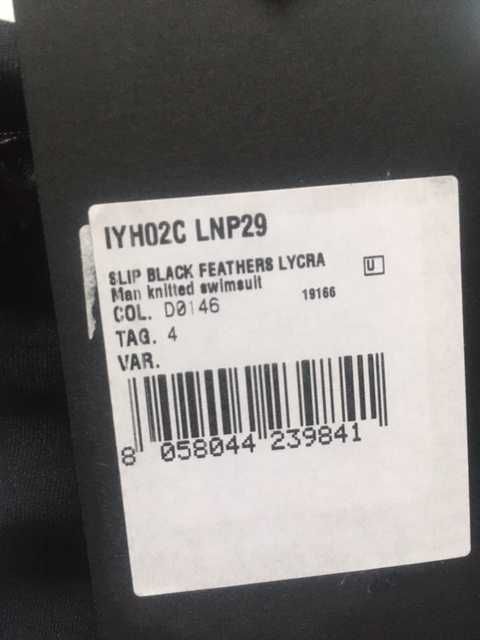 IYH02C LNP29
SLIP BLACK FEATHERS LYCRA U
Man knitted swimsuit 19166
COL. D0146
TAG. 4
VAR.
8 058044 239841